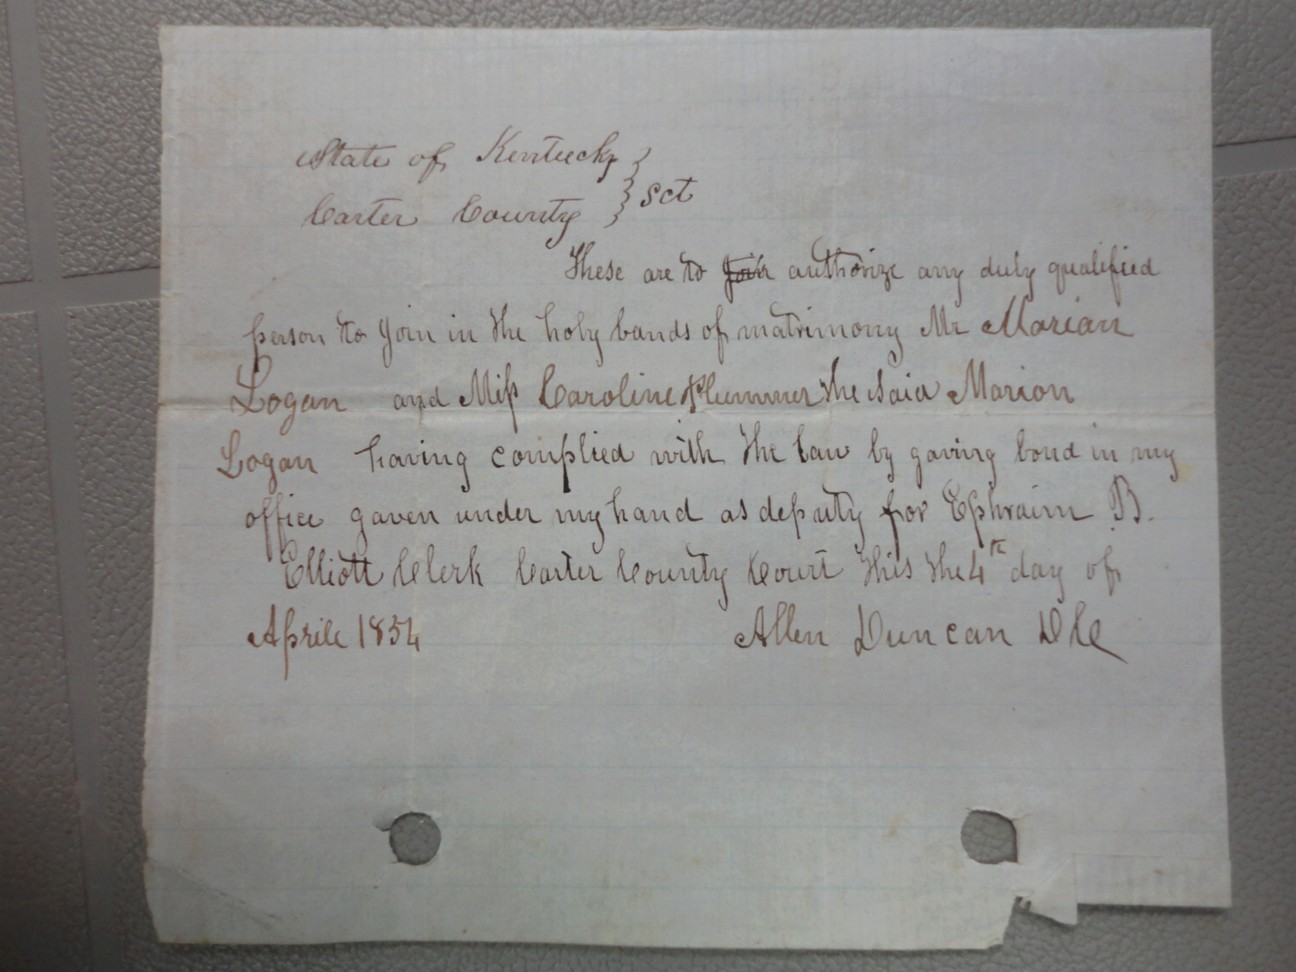 State of Kentucky }
Carter County } Sct
These are to join authorize any duly qualified
person to join in the holy bands of matrimony Mr Marian
Logan and Miss Caroline Plummer the said Marion
Logan having complied with the law by gaving bond in my
office gaven under my hand as deputy for Ephraim B.
Elliott Clerk Carter County Court this the 4th day of
Aprile 1854
Allen Duncan D C